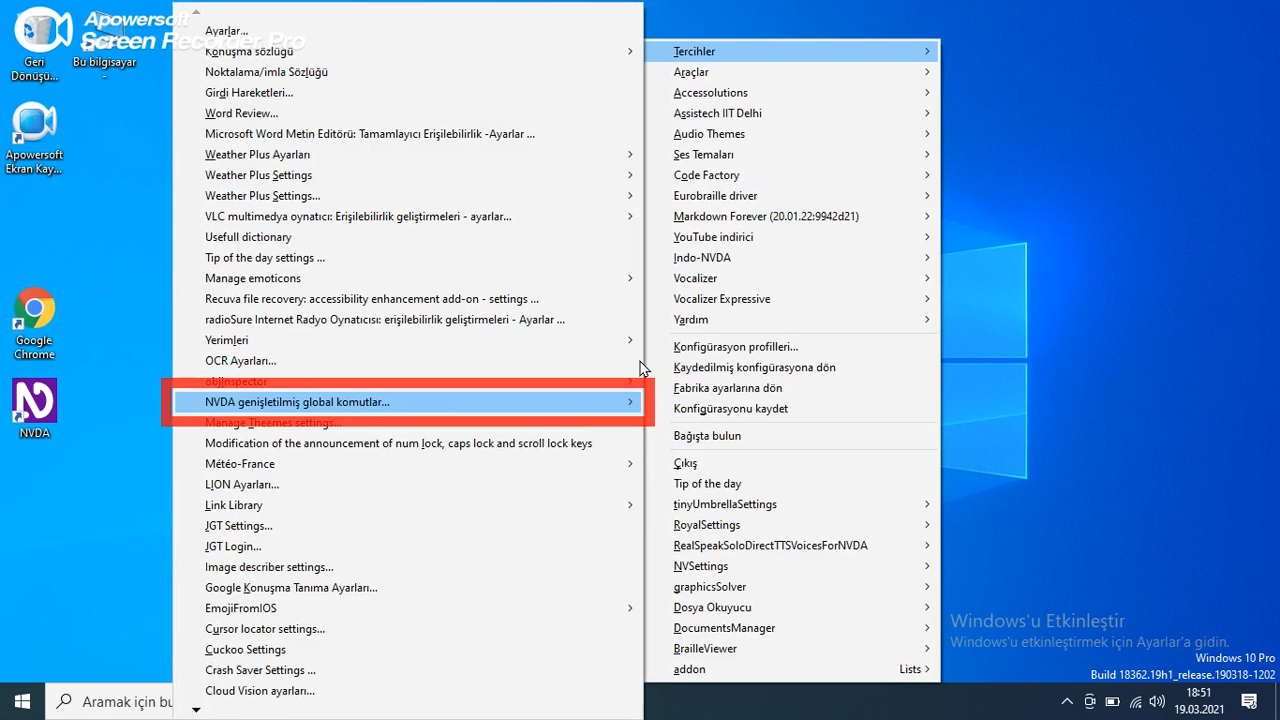 Apowersoft
Screen Recorder Pro
Geri
Dönüşü...
Bu bilgisayar
-
Apowersoft
Ekran Kay...
Google
Chrome
NVDA
Ayarlar...
Konuşma sözlüğü
Noktalama/imla Sözlüğü
Girdi Hareketleri...
Word Review...
Microsoft Word Metin Editörü: Tamamlayıcı Erişilebilirlik -Ayarlar ...
Weather Plus Ayarları
Weather Plus Settings
Weather Plus Settings...
VLC multimedya oynatıcı: Erişilebilirlik geliştirmeleri - ayarlar...
Usefull dictionary
Tip of the day settings ...
Manage emoticons
Recuva file recovery: accessibility enhancement add-on - settings ...
radioSure Internet Radyo Oynatıcısı: erişilebilirlik geliştirmeleri - Ayarlar ...
Yerimleri
OCR Ayarları...
objInspector
NVDA genişletilmiş global komutlar...
Manage Theemes settings...
Modification of the announcement of num lock, caps lock and scroll lock keys
Météo-France
LION Ayarları...
Link Library
JGT Settings...
JGT Login...
Image describer settings...
Google Konuşma Tanıma Ayarları...
EmojiFromIOS
Cursor locator settings...
Cuckoo Settings
Crash Saver Settings ...
Cloud Vision ayarları...
Tercihler
Araçlar
Accessolutions
Assistech IIT Delhi
Audio Themes
Ses Temaları
Code Factory
Eurobraille driver
Markdown Forever (20.01.22:9942d21)
YouTube indirici
Indo-NVDA
Vocalizer
Vocalizer Expressive
Yardım
Konfigürasyon profilleri...
Kaydedilmiş konfigürasyona dön
Fabrika ayarlarına dön
Konfigürasyonu kaydet
Bağışta bulun
Çıkış
Tip of the day
tinyUmbrellaSettings
RoyalSettings
RealSpeakSoloDirectTTSVoicesForNVDA
NVSettings
graphicsSolver
Dosya Okuyucu
DocumentsManager
BrailleViewer
addon Lists
Windows'u Etkinleştir
Windows'u etkinleştirmek için Ayarlar'a gidin.
Windows 10 Pro
Build 18362.19h1_release.190318-1202
Aramak için bu
18:51
19.03.2021